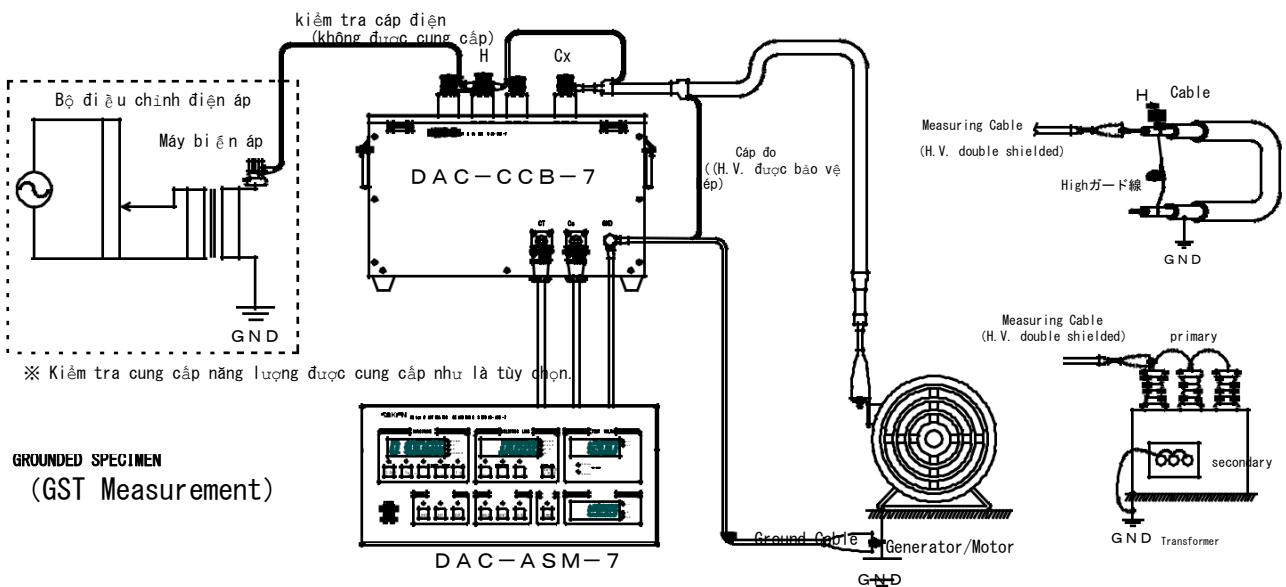 kiểm tra cáp điện
(không được cung cấp)
H
Cx
Bộ điều chỉnh điện áp
Máy biến áp
GND
※ Kiểm tra cung cấp năng lượng được cung cấp như là tùy chọn.
DAC-CCB-7
CT
Cs
GND
Cáp đo
((H.V. được bảo vệ
ép)
H
Cable
Measuring Cable
(H.V. double shielded)
Highガード線
GND
Measuring Cable
(H.V. double shielded)
primary
secondary
GND
Transformer
GROUNDED SPECIMEN
(GST Measurement)
DAC-ASM-7
Ground Cable
Generator/Motor
GND